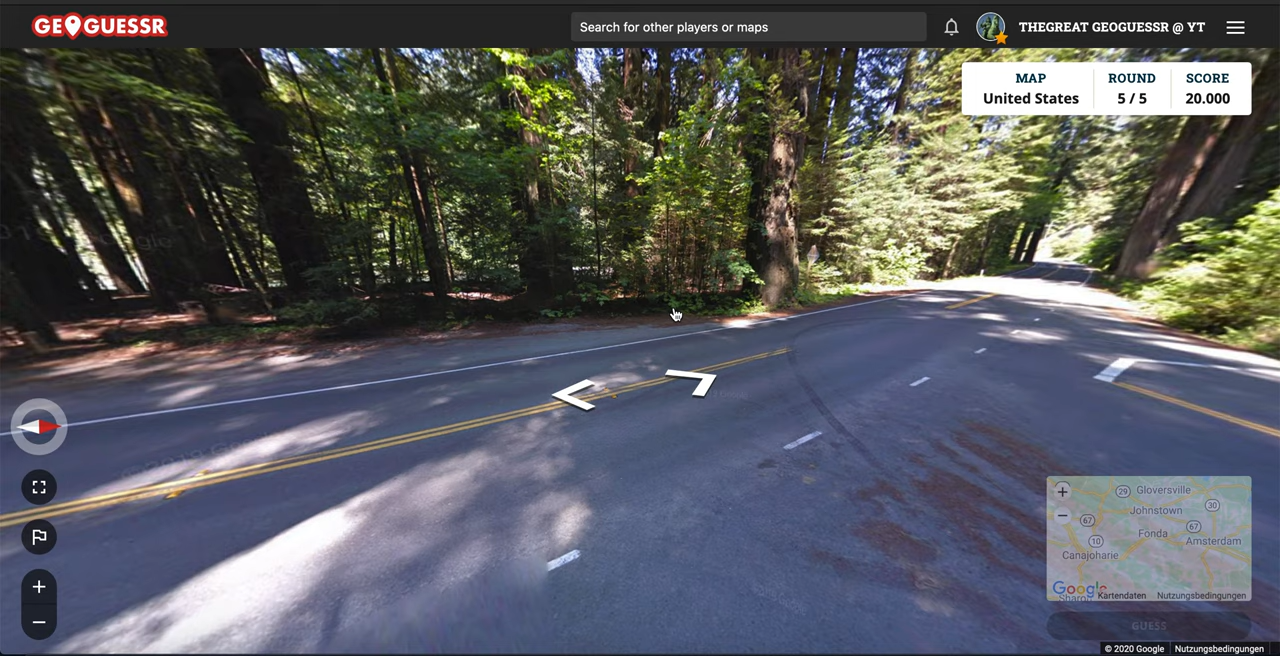 GEOGUESSR
Search for other players or maps
THEGREAT GEOGUESSR @ YT
MAP
United States
ROUND
5 / 5
SCORE
20.000
29
Gloversville
30
Johnstown
67
Fonda
67
10
Amsterdam
Canajoharie
Google
Sharon
Kartendaten
Nutzungsbedingungen
GUESS
© 2020 Google
Nutzungsbedingungen